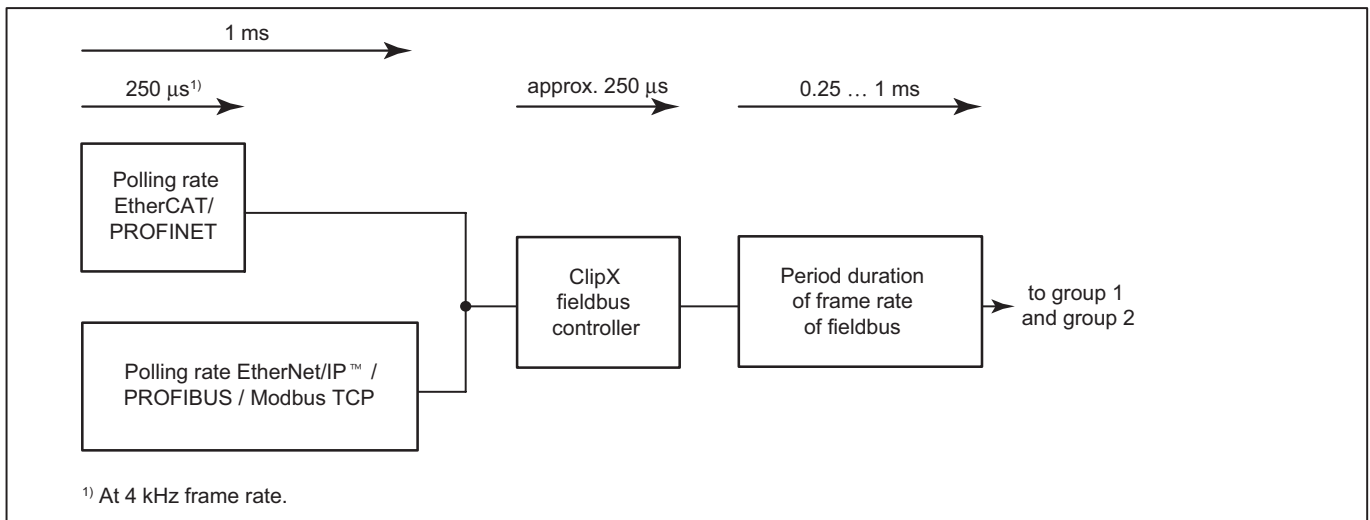 1 ms
250 μs1)
approx. 250 μs
0.25 … 1 ms
Polling rate
EtherCAT/
PROFINET
ClipX
fieldbus
controller
Period duration
of frame rate
of fieldbus
to group 1
and group 2
Polling rate EtherNet/IP™ /
PROFIBUS / Modbus TCP
1) At 4 kHz frame rate.